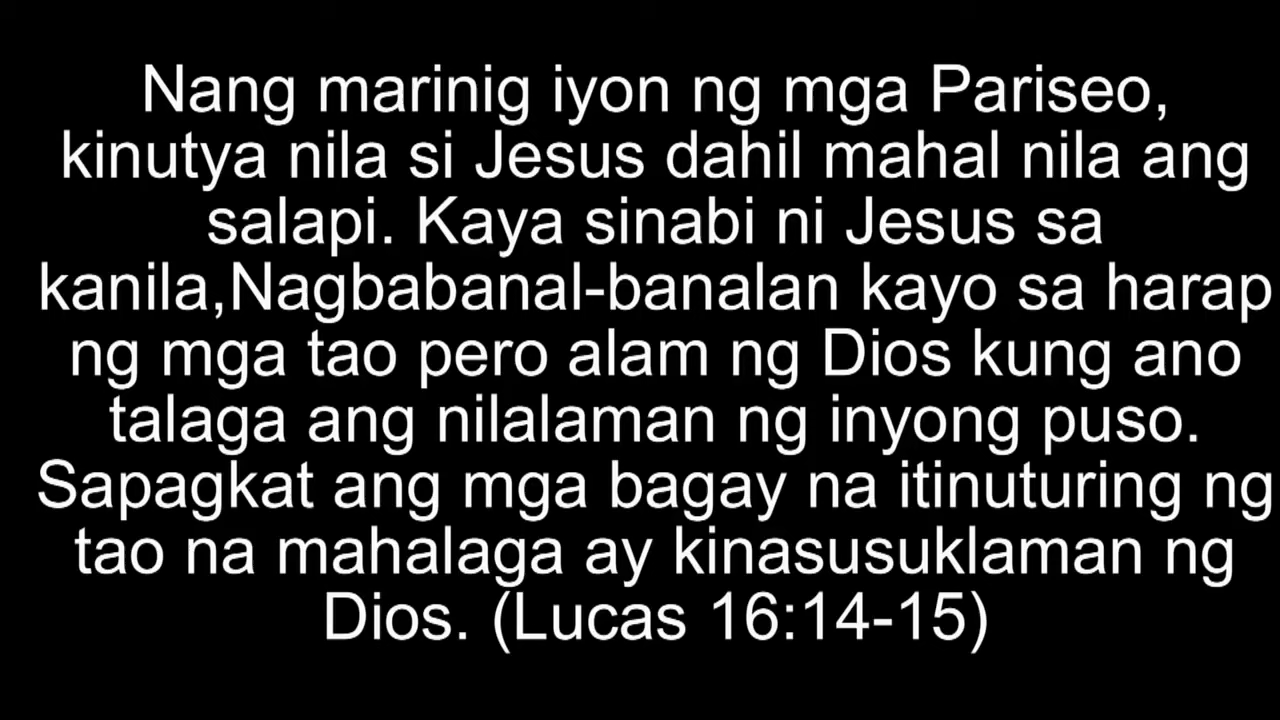 Nang marinig iyon ng mga Pariseo,
kinutya nila si Jesus dahil mahal nila ang
salapi. Kaya sinabi ni Jesus sa
kanila,Nagbabanal-banalan kayo sa harap
ng mga tao pero alam ng Dios kung ano
talaga ang nilalaman ng inyong puso.
Sapagkat ang mga bagay na itinuturing ng
tao na mahalaga ay kinasusuklaman ng
Dios. (Lucas 16:14-15)